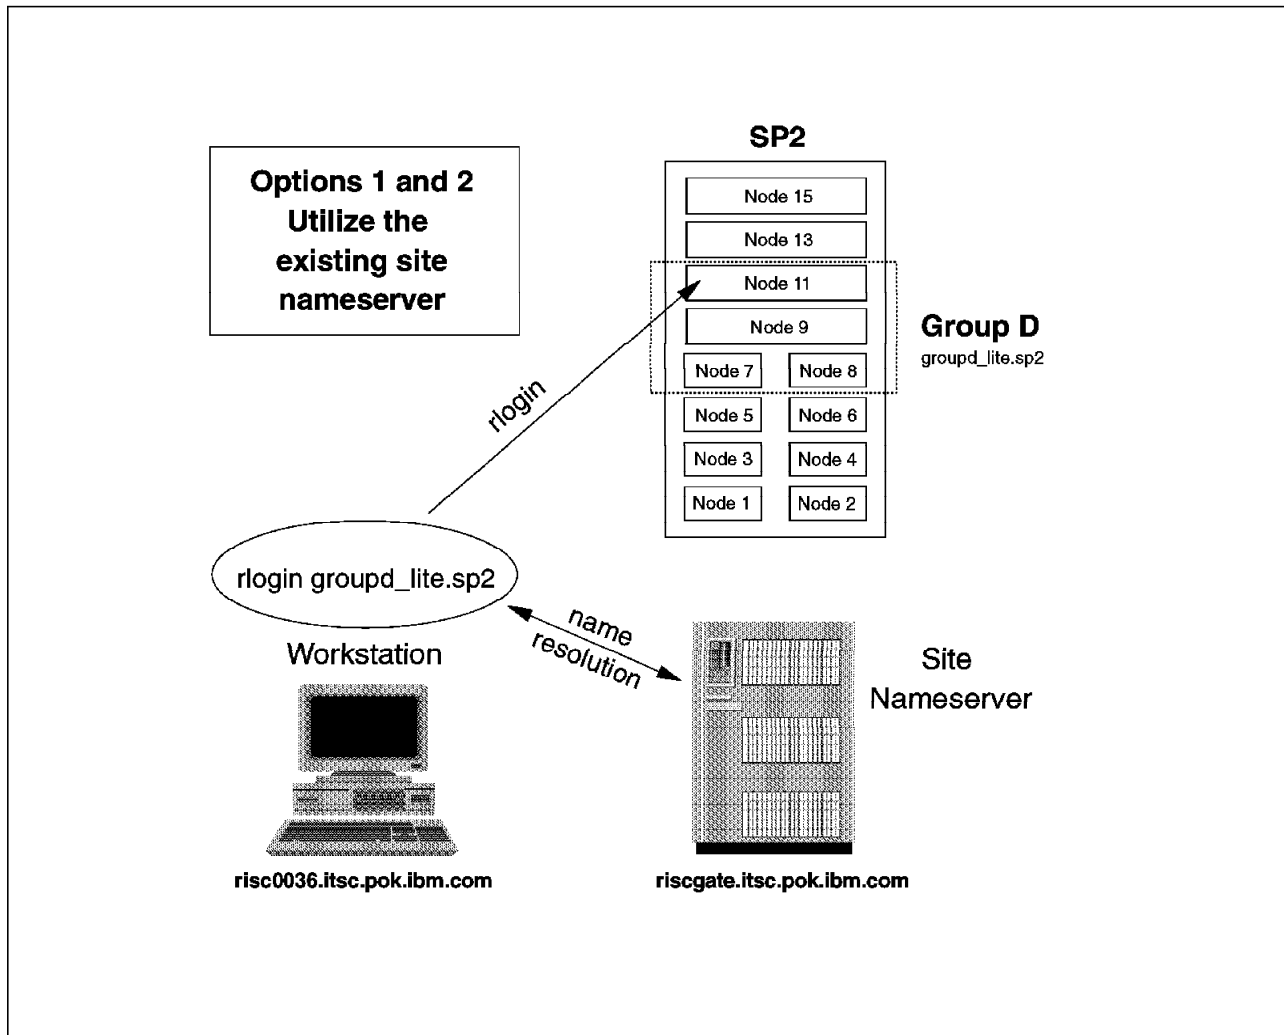 SP2
Options 1 and 2
Utilize the
existing site
nameserver
Node 15
Node 13
Node 11
Node 9
Node 7
Node 8
Node 5
Node 6
Node 3
Node 4
Node 1
Node 2
Group D
groupd_lite.sp2
rlogin
rlogin groupd_lite.sp2
name
resolution
Workstation
Site
Nameserver
risc0036.itsc.pok.ibm.com
riscgate.itsc.pok.ibm.com